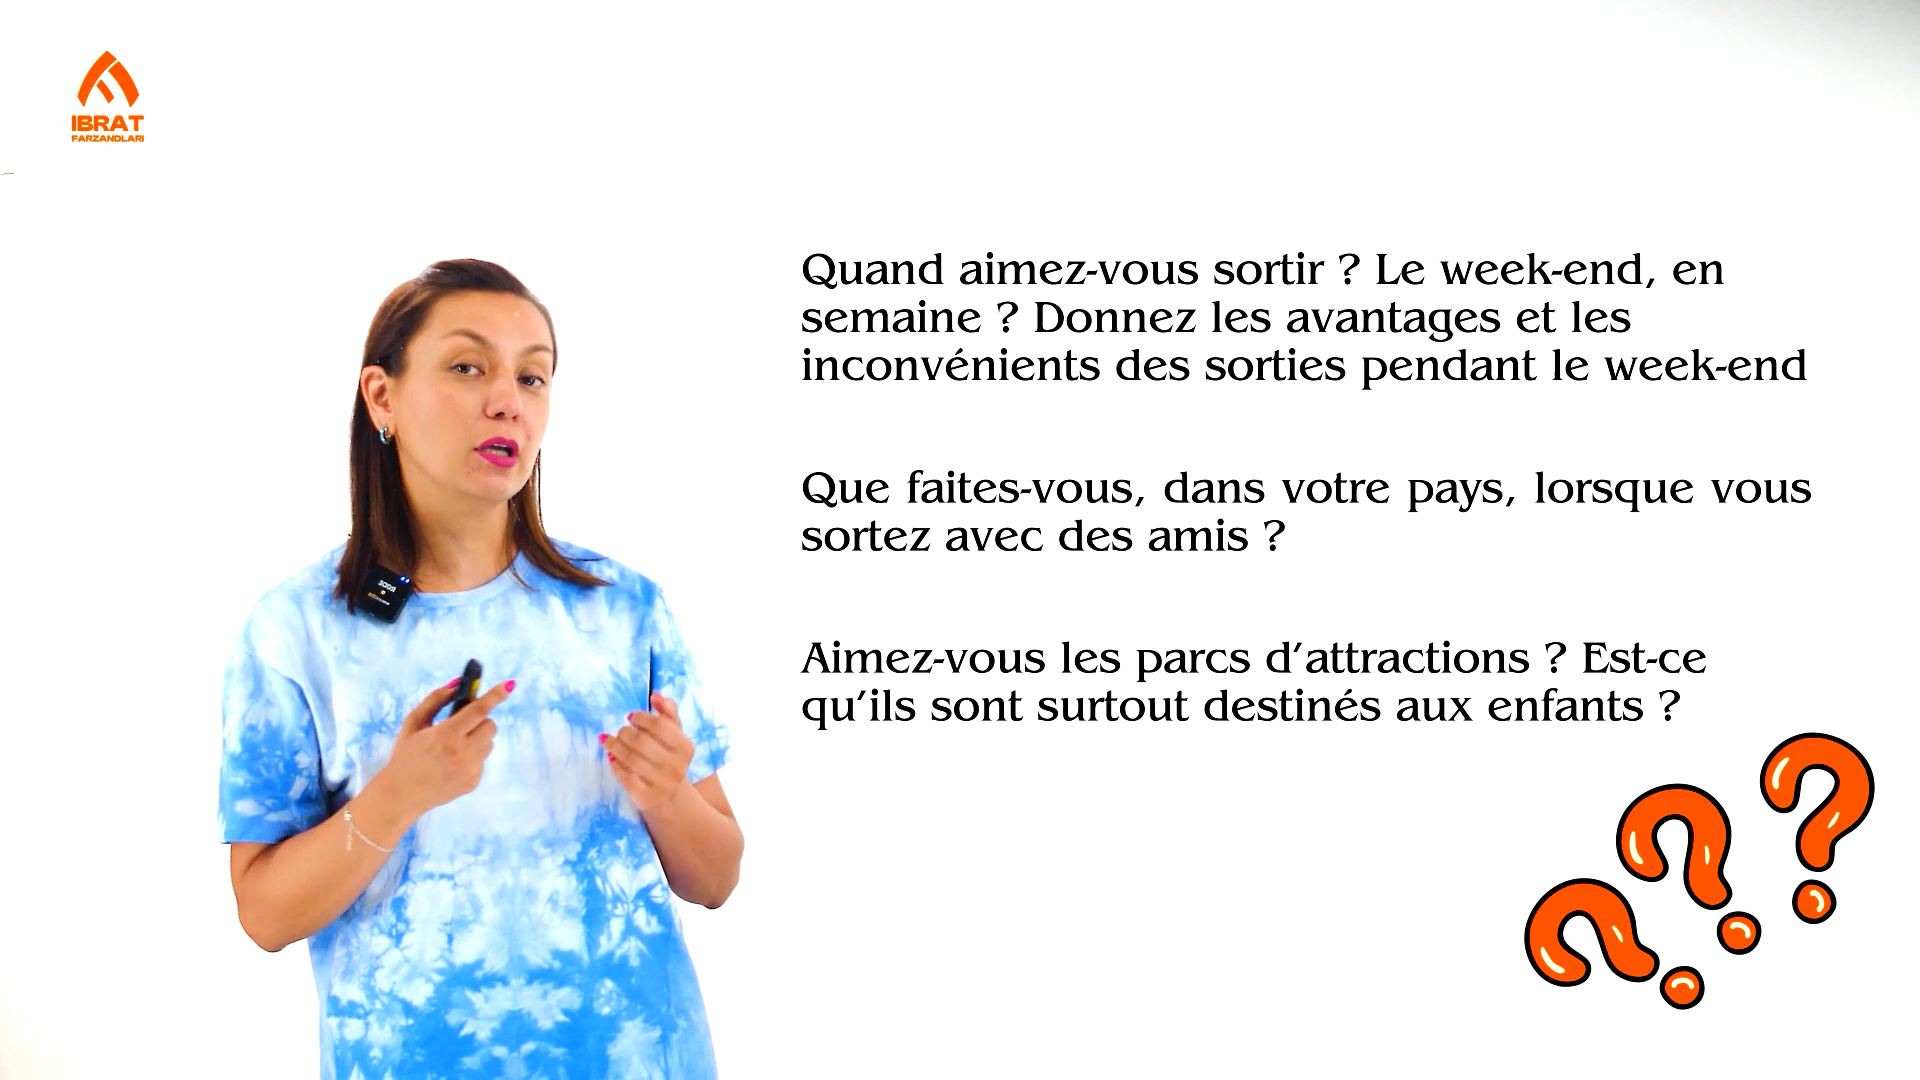 IBRAT
FARZANDLARI
Quand aimez-vous sortir ? Le week-end, en
semaine ? Donnez les avantages et les
inconvénients des sorties pendant le week-end
Que faites-vous, dans votre pays, lorsque vous
sortez avec des amis ?
Aimez-vous les parcs d’attractions ? Est-ce
qu’ils sont surtout destinés aux enfants ?